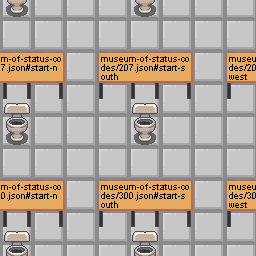 m-of-status-co
7.json#start-n
museum-of-status-co
des/207.json#start-s
outh
museu
des/20
west
m-of-status-co
0.json#start-n
museum-of-status-co
des/300.json#start-s
outh
museu
des/30
west